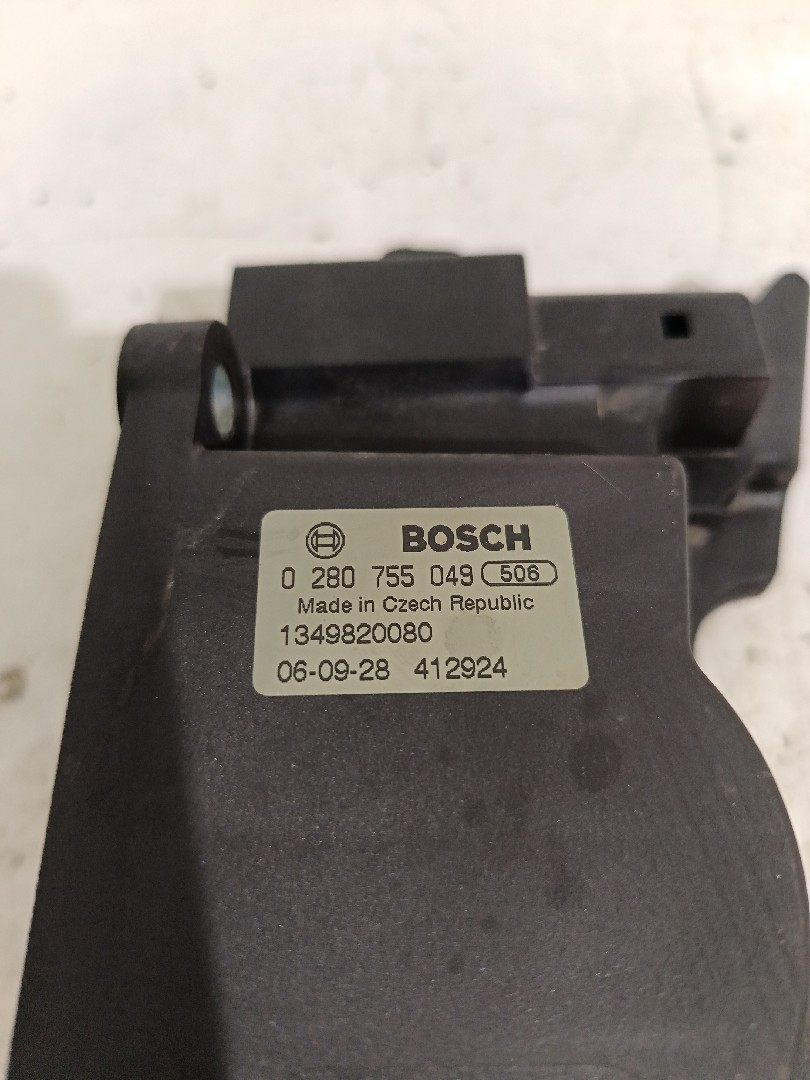 BOSCH
0 280 755 049 506
Made in Czech Republic
1349820080
06-09-28 412924